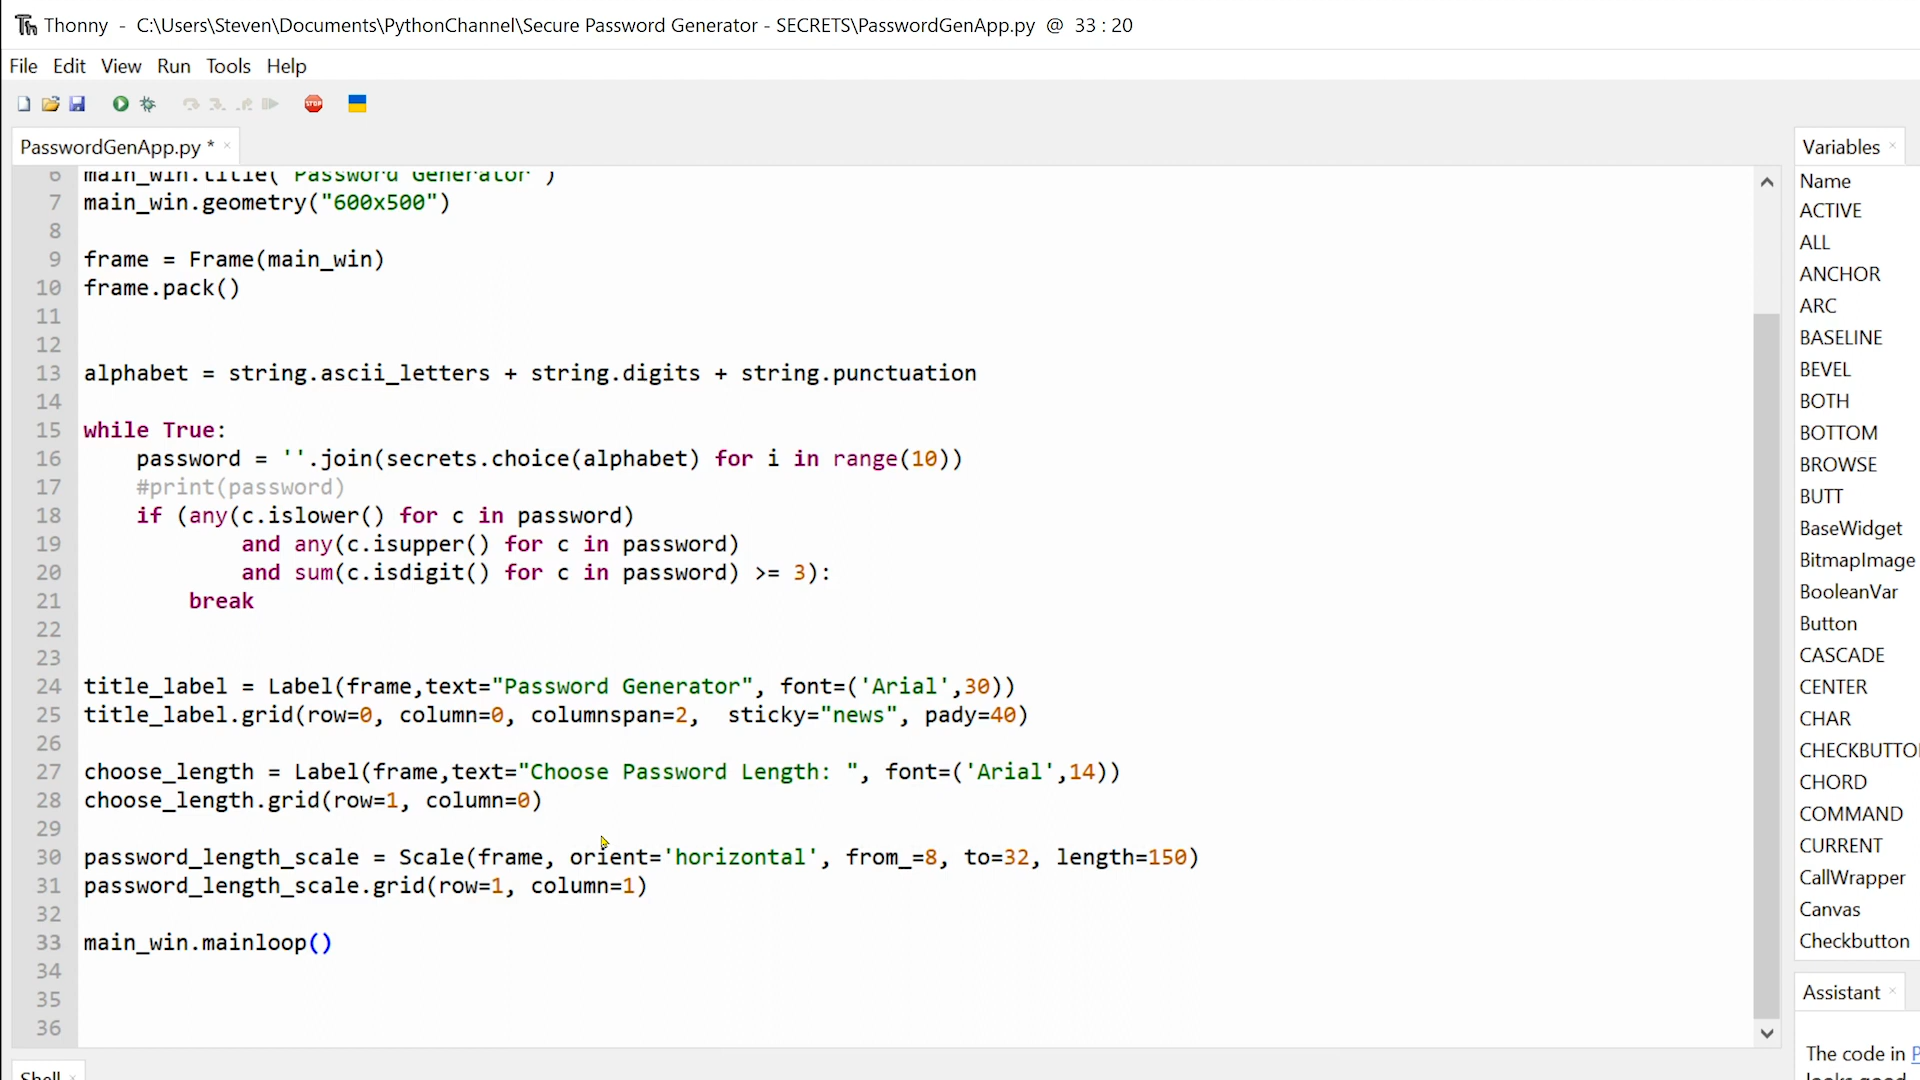 Thonny - C:\Users\Steven\Documents\PythonChannel\Secure Password Generator - SECRETS\PasswordGenApp.py @ 33 : 20
File Edit View Run Tools Help
STOP
PasswordGenApp.py * ×
6 main_win.title("Password Generator")
7 main_win.geometry("600x500")
8
9 frame = Frame(main_win)
10 frame.pack()
11
12
13 alphabet = string.ascii_letters + string.digits + string.punctuation
14
15 while True:
16     password = ''.join(secrets.choice(alphabet) for i in range(10))
17     #print(password)
18     if (any(c.islower() for c in password)
19             and any(c.isupper() for c in password)
20             and sum(c.isdigit() for c in password) >= 3):
21         break
22
23
24 title_label = Label(frame,text="Password Generator", font=('Arial',30))
25 title_label.grid(row=0, column=0, columnspan=2,  sticky="news", pady=40)
26
27 choose_length = Label(frame,text="Choose Password Length: ", font=('Arial',14))
28 choose_length.grid(row=1, column=0)
29
30 password_length_scale = Scale(frame, orient='horizontal', from_=8, to=32, length=150)
31 password_length_scale.grid(row=1, column=1)
32
33 main_win.mainloop()
34
35
36
Shell ×
Variables ×
Name
ACTIVE
ALL
ANCHOR
ARC
BASELINE
BEVEL
BOTH
BOTTOM
BROWSE
BUTT
BaseWidget
BitmapImage
BooleanVar
Button
CASCADE
CENTER
CHAR
CHECKBUTTO
CHORD
COMMAND
CURRENT
CallWrapper
Canvas
Checkbutton
Assistant ×
The code in P
looks good